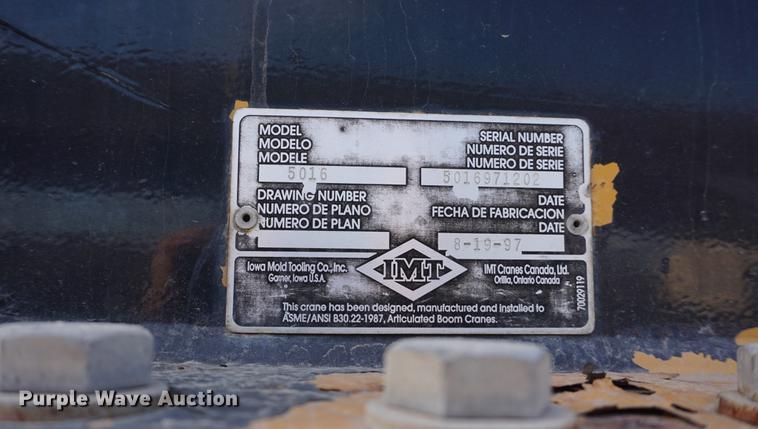 MODEL
MODELO
MODELE
5016
SERIAL NUMBER
NUMERO DE SERIE
NUMERO DE SERIE
5016971202
DRAWING NUMBER
NUMERO DE PLANO
NUMERO DE PLAN
DATE
FECHA DE FABRICACION
DATE
8-19-97
Iowa Mold Tooling Co., Inc.
Garner, Iowa U.S.A.
IMT
IMT Cranes Canada, Ltd.
Orillia, Ontario Canada
70029119
This crane has been designed, manufactured and installed to
ASME/ANSI B30.22-1987, Articulated Boom Cranes.
Purple Wave Auction